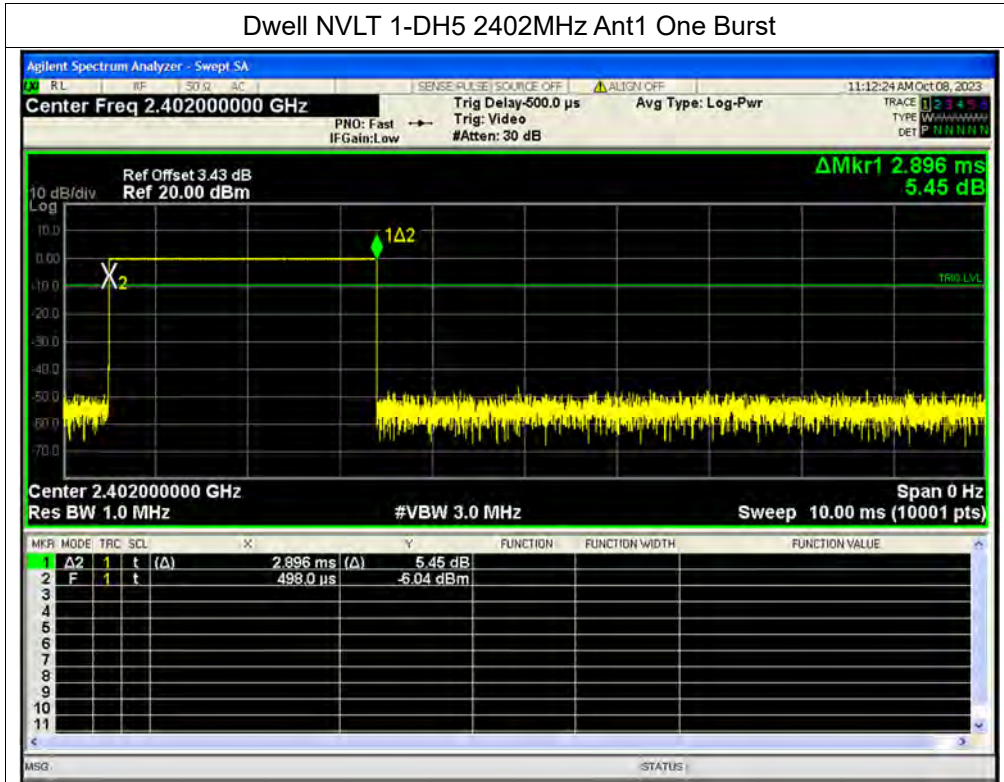 Dwell NVLT 1-DH5 2402MHz Ant1 One Burst
Agilent Spectrum Analyzer - Swept SA
LXI RL RF 50 Ω AC SENSE:PULSE SOURCE OFF ALIGN OFF 11:12:24 AM Oct 08, 2023
Center Freq 2.402000000 GHz Trig Delay-500.0 µs Avg Type: Log-Pwr TRACE 1 2 3 4 5 6
PNO: Fast Trig: Video TYPE W
IFGain:Low #Atten: 30 dB DET P N N N N N
ΔMkr1 2.896 ms
5.45 dB
Ref Offset 3.43 dB
10 dB/div Ref 20.00 dBm
Log
10.0
1Δ2
0.00
2
TRIG LVL
-10.0
-20.0
-30.0
-40.0
-50.0
-60.0
-70.0
Center 2.402000000 GHz Span 0 Hz
Res BW 1.0 MHz #VBW 3.0 MHz Sweep 10.00 ms (10001 pts)
MKR MODE TRC SCL X Y FUNCTION FUNCTION WIDTH FUNCTION VALUE
1 Δ2 1 t (Δ) 2.896 ms (Δ) 5.45 dB
2 F 1 t 498.0 µs -6.04 dBm
3
4
5
6
7
8
9
10
11
MSG STATUS